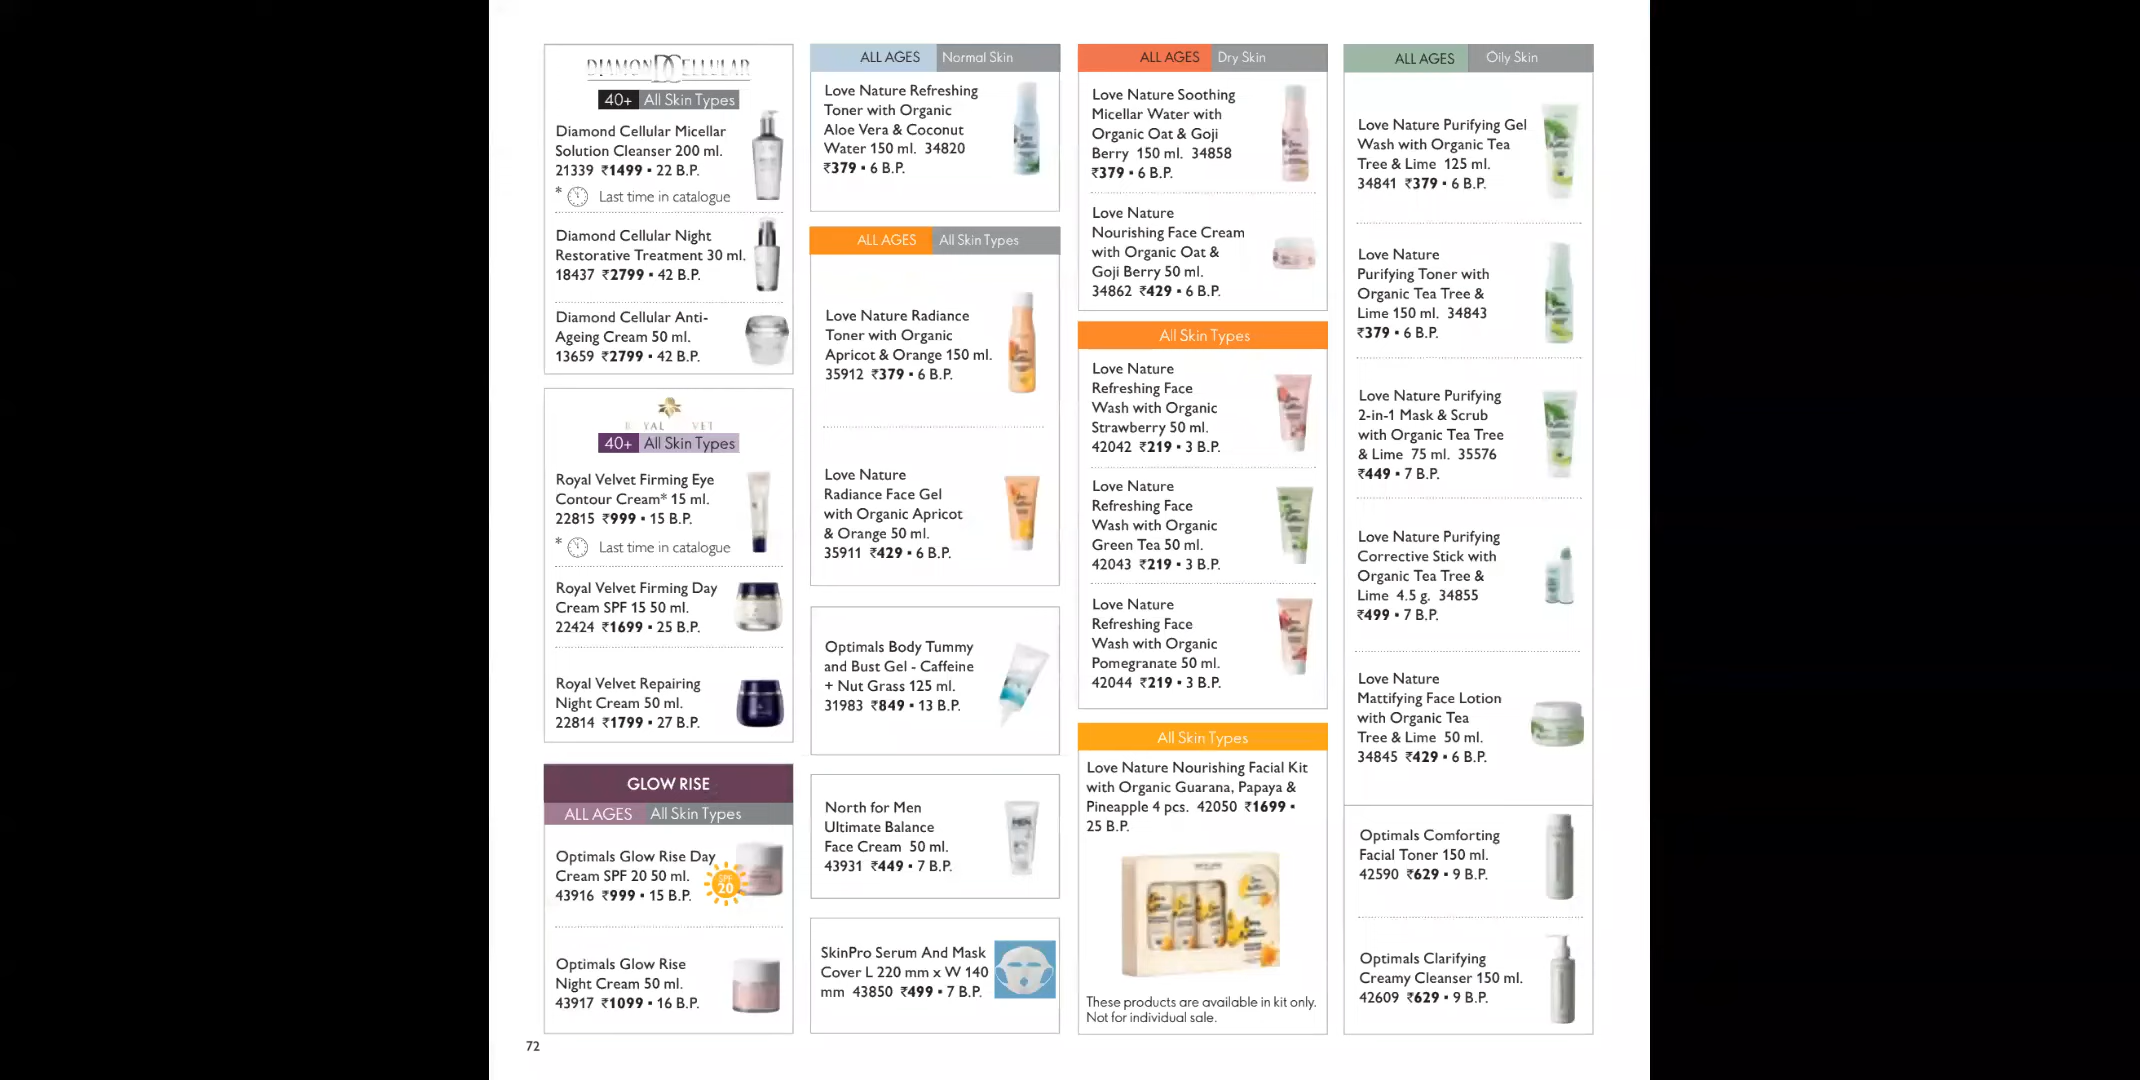 DIAMOND CELLULAR
40+ All Skin Types
Diamond Cellular Micellar
Solution Cleanser 200 ml.
21339 ₹1499 ▪ 22 B.P.
* Last time in catalogue
Diamond Cellular Night
Restorative Treatment 30 ml.
18437 ₹2799 ▪ 42 B.P.
Diamond Cellular Anti-
Ageing Cream 50 ml.
13659 ₹2799 ▪ 42 B.P.
40+ All Skin Types
Royal Velvet Firming Eye
Contour Cream* 15 ml.
22815 ₹999 ▪ 15 B.P.
* Last time in catalogue
Royal Velvet Firming Day
Cream SPF 15 50 ml.
22424 ₹1699 ▪ 25 B.P.
Royal Velvet Repairing
Night Cream 50 ml.
22814 ₹1799 ▪ 27 B.P.
GLOW RISE
ALL AGES All Skin Types
Optimals Glow Rise Day
Cream SPF 20 50 ml.
43916 ₹999 ▪ 15 B.P.
SPF
20
Optimals Glow Rise
Night Cream 50 ml.
43917 ₹1099 ▪ 16 B.P.
72
ALL AGES Normal Skin
Love Nature Refreshing
Toner with Organic
Aloe Vera & Coconut
Water 150 ml. 34820
₹379 ▪ 6 B.P.
ALL AGES All Skin Types
Love Nature Radiance
Toner with Organic
Apricot & Orange 150 ml.
35912 ₹379 ▪ 6 B.P.
Love Nature
Radiance Face Gel
with Organic Apricot
& Orange 50 ml.
35911 ₹429 ▪ 6 B.P.
Optimals Body Tummy
and Bust Gel - Caffeine
+ Nut Grass 125 ml.
31983 ₹849 ▪ 13 B.P.
North for Men
Ultimate Balance
Face Cream 50 ml.
43931 ₹449 ▪ 7 B.P.
MEN
SkinPro Serum And Mask
Cover L 220 mm x W 140
mm 43850 ₹499 ▪ 7 B.P.
ALL AGES Dry Skin
Love Nature Soothing
Micellar Water with
Organic Oat & Goji
Berry 150 ml. 34858
₹379 ▪ 6 B.P.
Love Nature
Nourishing Face Cream
with Organic Oat &
Goji Berry 50 ml.
34862 ₹429 ▪ 6 B.P.
All Skin Types
Love Nature
Refreshing Face
Wash with Organic
Strawberry 50 ml.
42042 ₹219 ▪ 3 B.P.
Love Nature
Refreshing Face
Wash with Organic
Green Tea 50 ml.
42043 ₹219 ▪ 3 B.P.
Love Nature
Refreshing Face
Wash with Organic
Pomegranate 50 ml.
42044 ₹219 ▪ 3 B.P.
All Skin Types
Love Nature Nourishing Facial Kit
with Organic Guarana, Papaya &
Pineapple 4 pcs. 42050 ₹1699 ▪
25 B.P.
These products are available in kit only.
Not for individual sale.
ALL AGES Oily Skin
Love Nature Purifying Gel
Wash with Organic Tea
Tree & Lime 125 ml.
34841 ₹379 ▪ 6 B.P.
Love Nature
Purifying Toner with
Organic Tea Tree &
Lime 150 ml. 34843
₹379 ▪ 6 B.P.
Love Nature Purifying
2-in-1 Mask & Scrub
with Organic Tea Tree
& Lime 75 ml. 35576
₹449 ▪ 7 B.P.
Love Nature Purifying
Corrective Stick with
Organic Tea Tree &
Lime 4.5 g. 34855
₹499 ▪ 7 B.P.
Love Nature
Mattifying Face Lotion
with Organic Tea
Tree & Lime 50 ml.
34845 ₹429 ▪ 6 B.P.
Optimals Comforting
Facial Toner 150 ml.
42590 ₹629 ▪ 9 B.P.
Optimals Clarifying
Creamy Cleanser 150 ml.
42609 ₹629 ▪ 9 B.P.